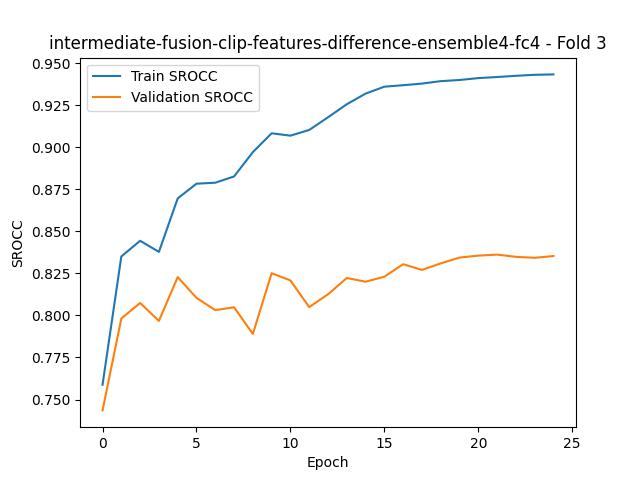 intermediate-fusion-clip-features-difference-ensemble4-fc4 - Fold 3
Train SROCC
Validation SROCC
0.950
0.925
0.900
0.875
0.850
0.825
0.800
0.775
0.750
SROCC
0 5 10 15 20 25
Epoch